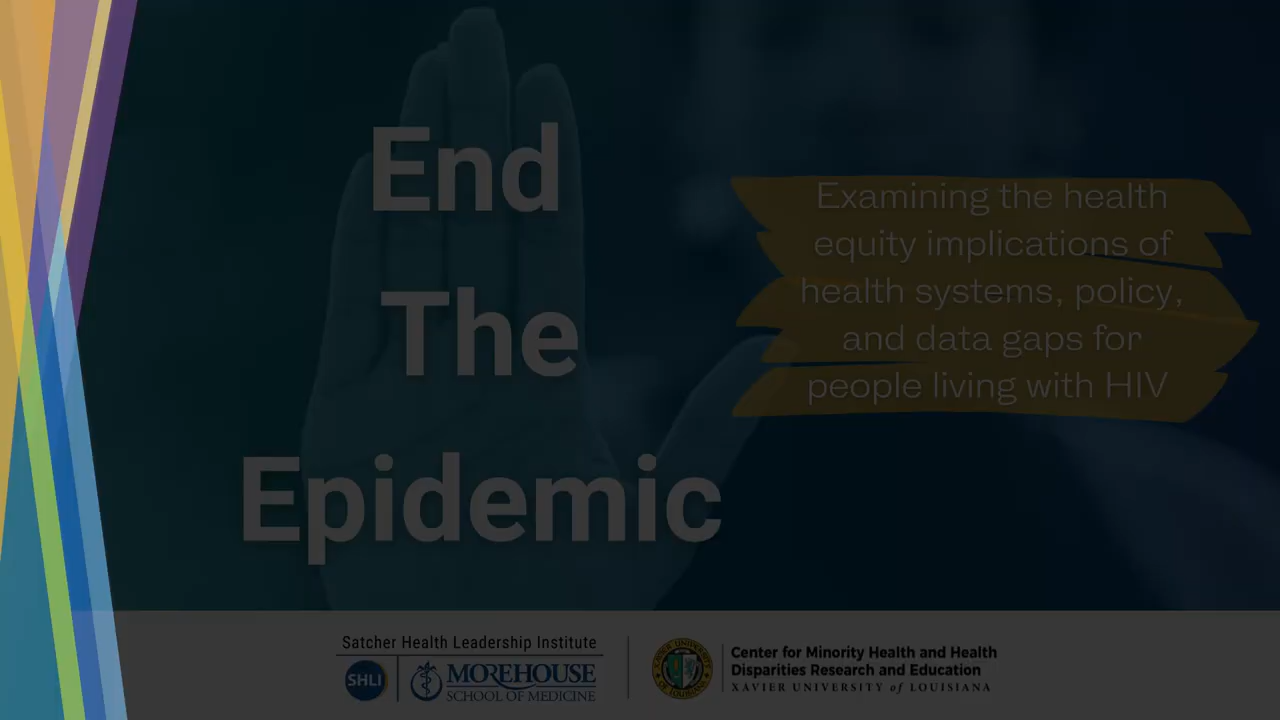 End
The
Epidemic
Examining the health
equity implications of
health systems, policy,
and data gaps for
people living with HIV
Satcher Health Leadership Institute
SHLI
MOREHOUSE
SCHOOL OF MEDICINE
Center for Minority Health and Health
Disparities Research and Education
XAVIER UNIVERSITY of LOUISIANA